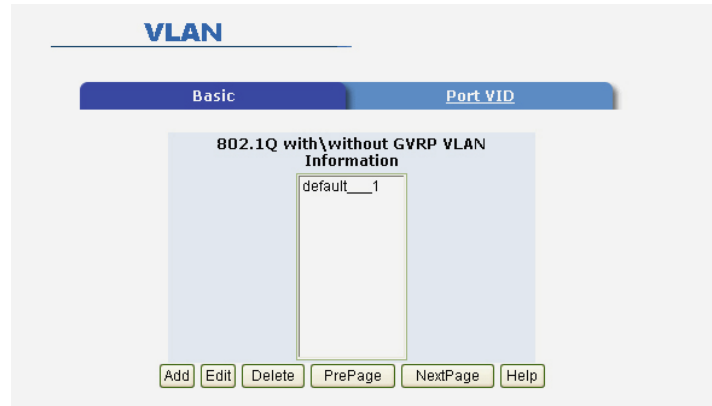 VLAN
Basic Port VID
802.1Q with\without GVRP VLAN
Information
default___1
Add Edit Delete PrePage NextPage Help